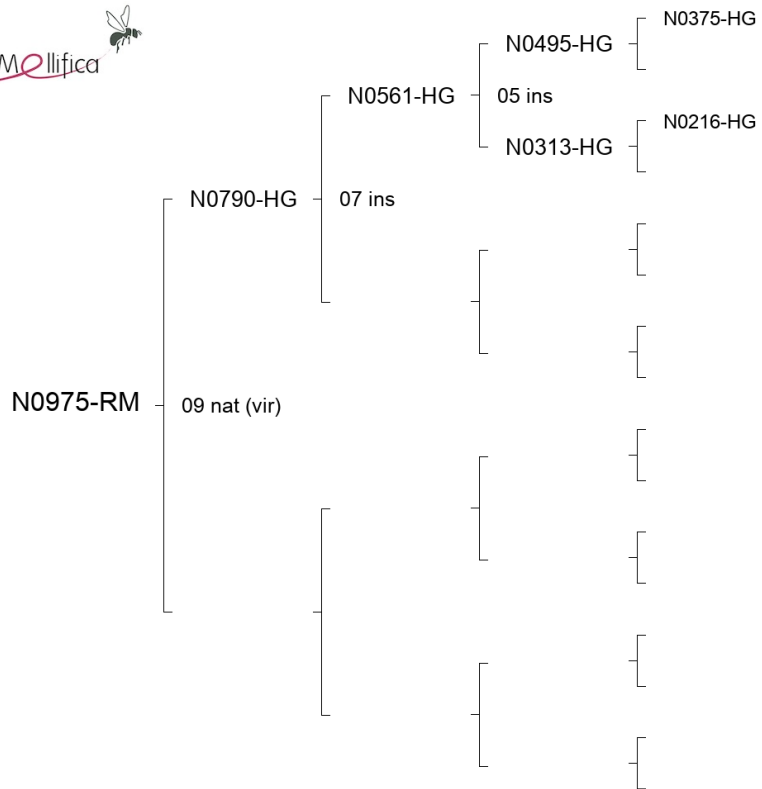 Mellifica
N0375-HG
N0495-HG
N0561-HG
05 ins
N0216-HG
N0313-HG
N0790-HG
07 ins
N0975-RM
09 nat (vir)